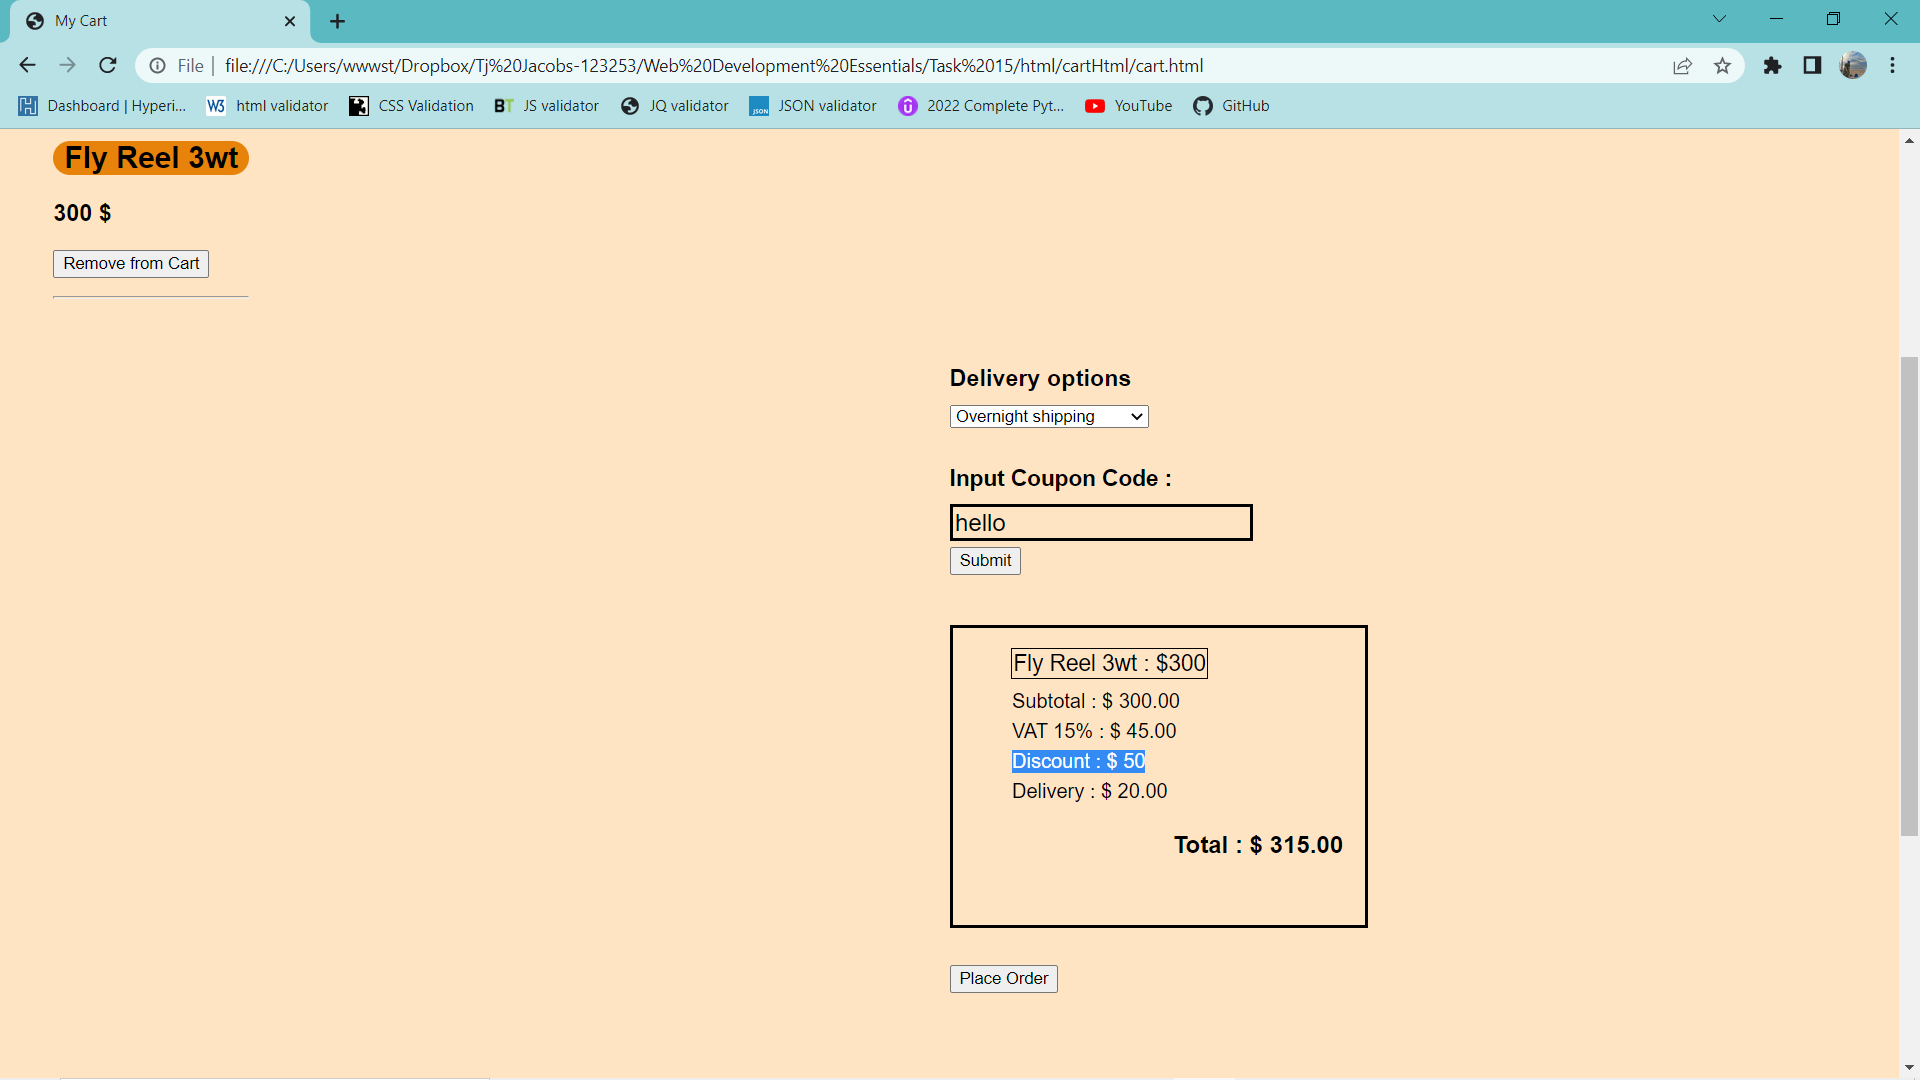 My Cart
File
file:///C:/Users/wwwst/Dropbox/Tj%20Jacobs-123253/Web%20Development%20Essentials/Task%2015/html/cartHtml/cart.html
Dashboard | Hyperi... W3 html validator CSS Validation BT JS validator JQ validator JSON JSON validator 2022 Complete Pyt... YouTube GitHub
Fly Reel 3wt
300 $
Remove from Cart
Delivery options
Overnight shipping
Input Coupon Code :
hello
Submit
Fly Reel 3wt : $300
Subtotal : $ 300.00
VAT 15% : $ 45.00
Discount : $ 50
Delivery : $ 20.00
Total : $ 315.00
Place Order